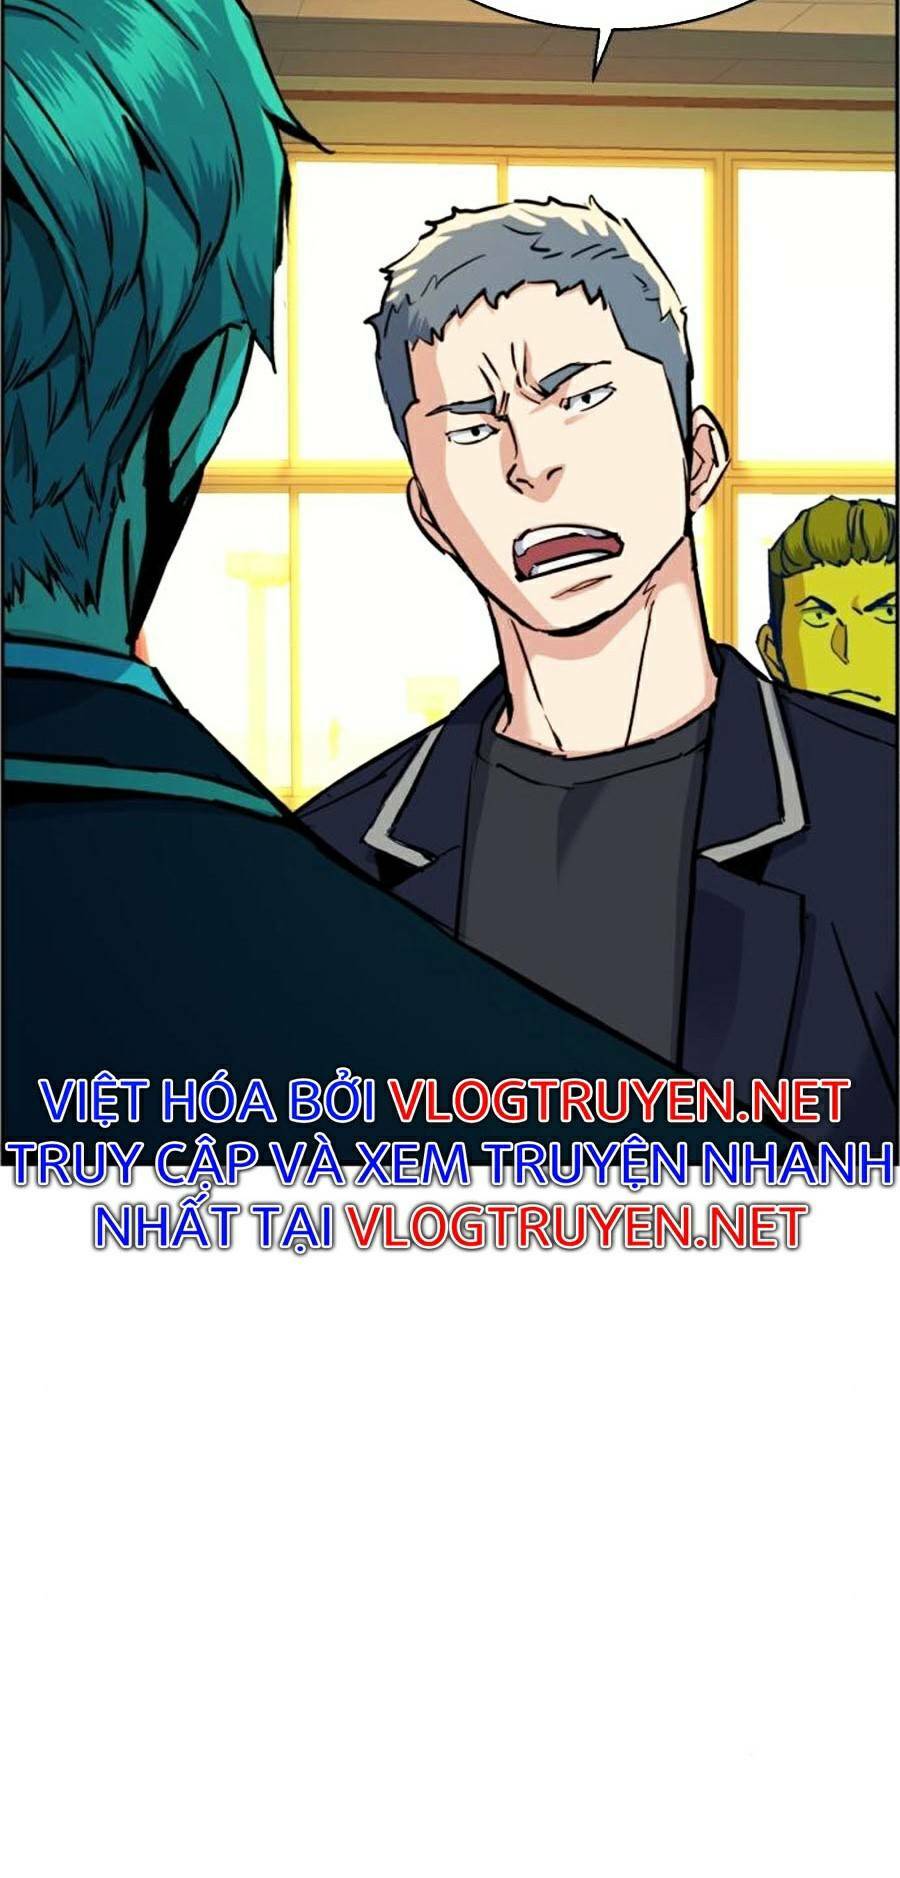 VIỆT HÓA BỞI VLOGTRUYEN.NET
TRUY CẬP VÀ XEM TRUYỆN NHANH
NHẤT TẠI VLOGTRUYEN.NET